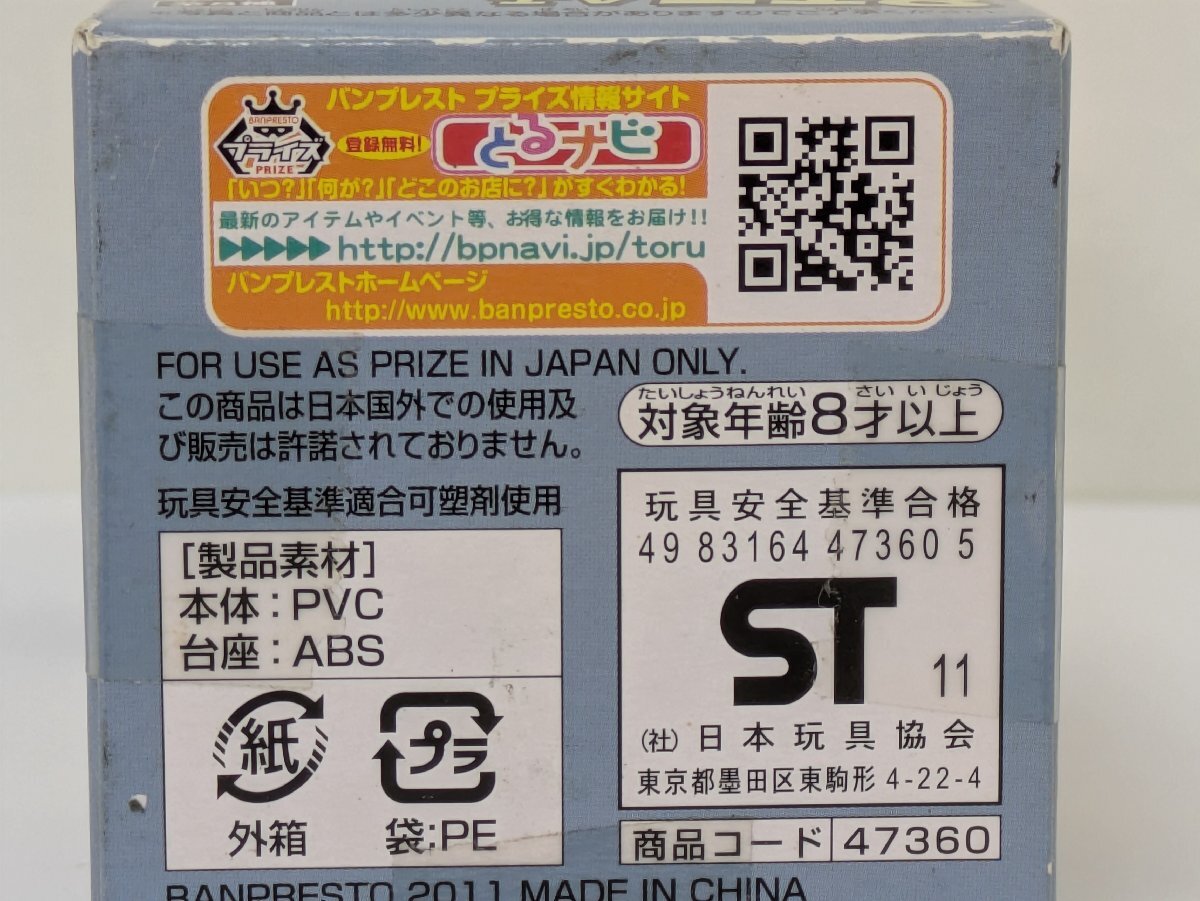 BANPRESTO
プライズ
PRIZE
バンプレスト プライズ情報サイト
登録無料!
とるナビ
「いつ?」「何が?」「どこのお店に?」がすぐわかる!
最新のアイテムやイベント等、お得な情報をお届け!!
http://bpnavi.jp/toru
バンプレストホームページ
http://www.banpresto.co.jp
FOR USE AS PRIZE IN JAPAN ONLY.
この商品は日本国外での使用及
び販売は許諾されておりません。
玩具安全基準適合可塑剤使用
たいしょうねんれい さい い じょう
対象年齢8才以上
[製品素材]
本体:PVC
台座:ABS
紙
外箱
プラ
袋:PE
玩具安全基準合格
49 83164 47360 5
ST
11
(社)日本玩具協会
東京都墨田区東駒形 4-22-4
商品コード 47360
BANPRESTO 2011 MADE IN CHINA